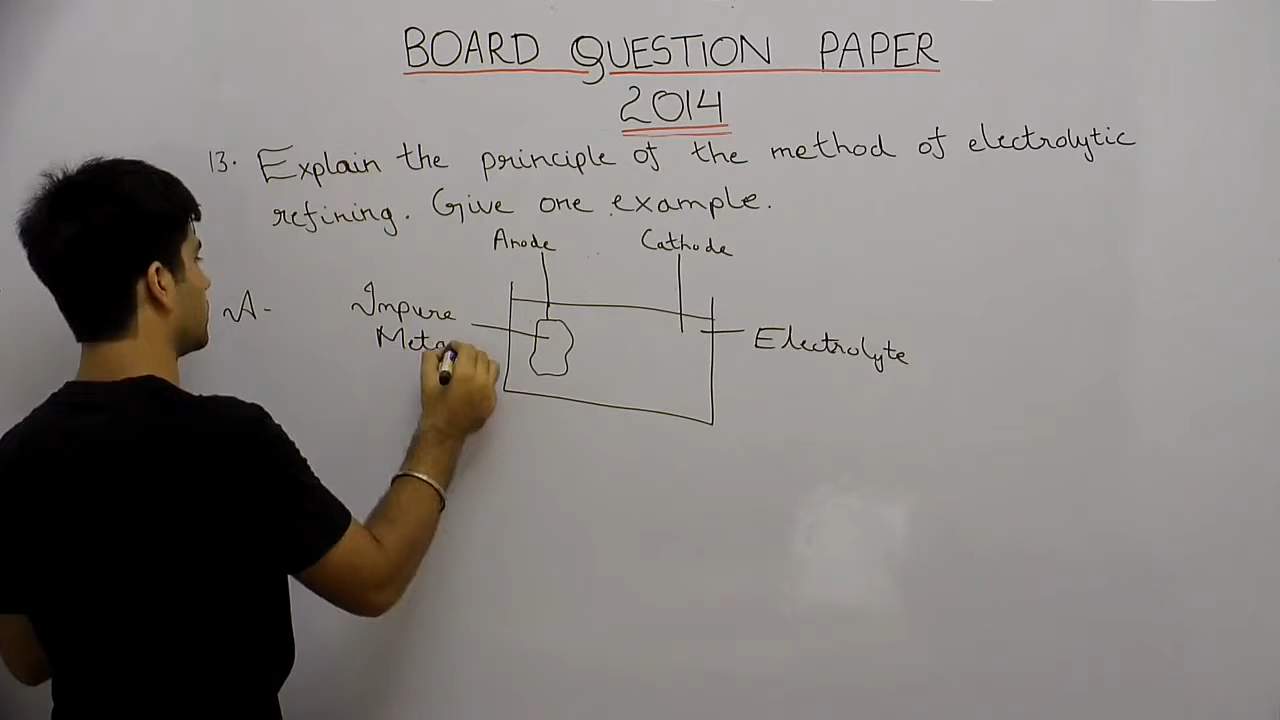 BOARD QUESTION PAPER
2014
13. Explain the principle of the method of electrolytic
refining. Give one example.
Anode Cathode
A-
Impure
Meta
Electrolyte